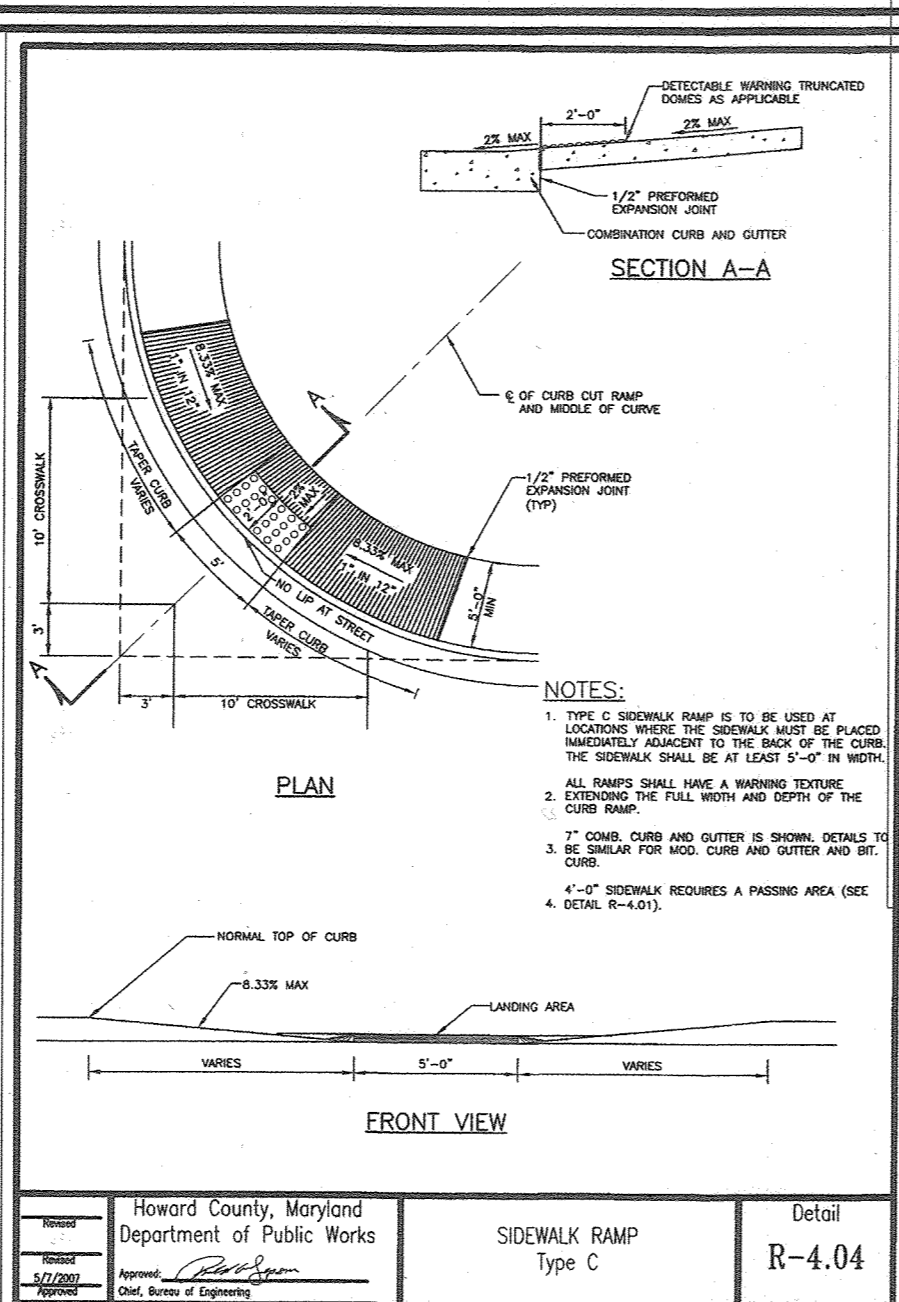 DETECTABLE WARNING TRUNCATED
DOMES AS APPLICABLE
2'-0"
2% MAX
2% MAX
1/2" PREFORMED
EXPANSION JOINT
COMBINATION CURB AND GUTTER
SECTION A-A
8.33% MAX
1" IN 12"
A
℄ OF CURB CUT RAMP
AND MIDDLE OF CURVE
10' CROSSWALK
TAPER CURB
VARIES
2'-0"
2%
MAX
1/2" PREFORMED
EXPANSION JOINT
(TYP)
8.33% MAX
1" IN 12"
5'
NO LIP AT STREET
5'-0"
MIN
TAPER CURB
VARIES
3'
A
3'
10' CROSSWALK
PLAN
NOTES:
1. TYPE C SIDEWALK RAMP IS TO BE USED AT
LOCATIONS WHERE THE SIDEWALK MUST BE PLACED
IMMEDIATELY ADJACENT TO THE BACK OF THE CURB.
THE SIDEWALK SHALL BE AT LEAST 5'-0" IN WIDTH.
ALL RAMPS SHALL HAVE A WARNING TEXTURE
2. EXTENDING THE FULL WIDTH AND DEPTH OF THE
CURB RAMP.
7" COMB. CURB AND GUTTER IS SHOWN. DETAILS TO
3. BE SIMILAR FOR MOD. CURB AND GUTTER AND BIT.
CURB.
4'-0" SIDEWALK REQUIRES A PASSING AREA (SEE
4. DETAIL R-4.01).
NORMAL TOP OF CURB
8.33% MAX
LANDING AREA
VARIES
5'-0"
VARIES
FRONT VIEW
Revised
Revised
5/7/2007
Approved
Howard County, Maryland
Department of Public Works
Approved:
Chief, Bureau of Engineering
SIDEWALK RAMP
Type C
Detail
R-4.04